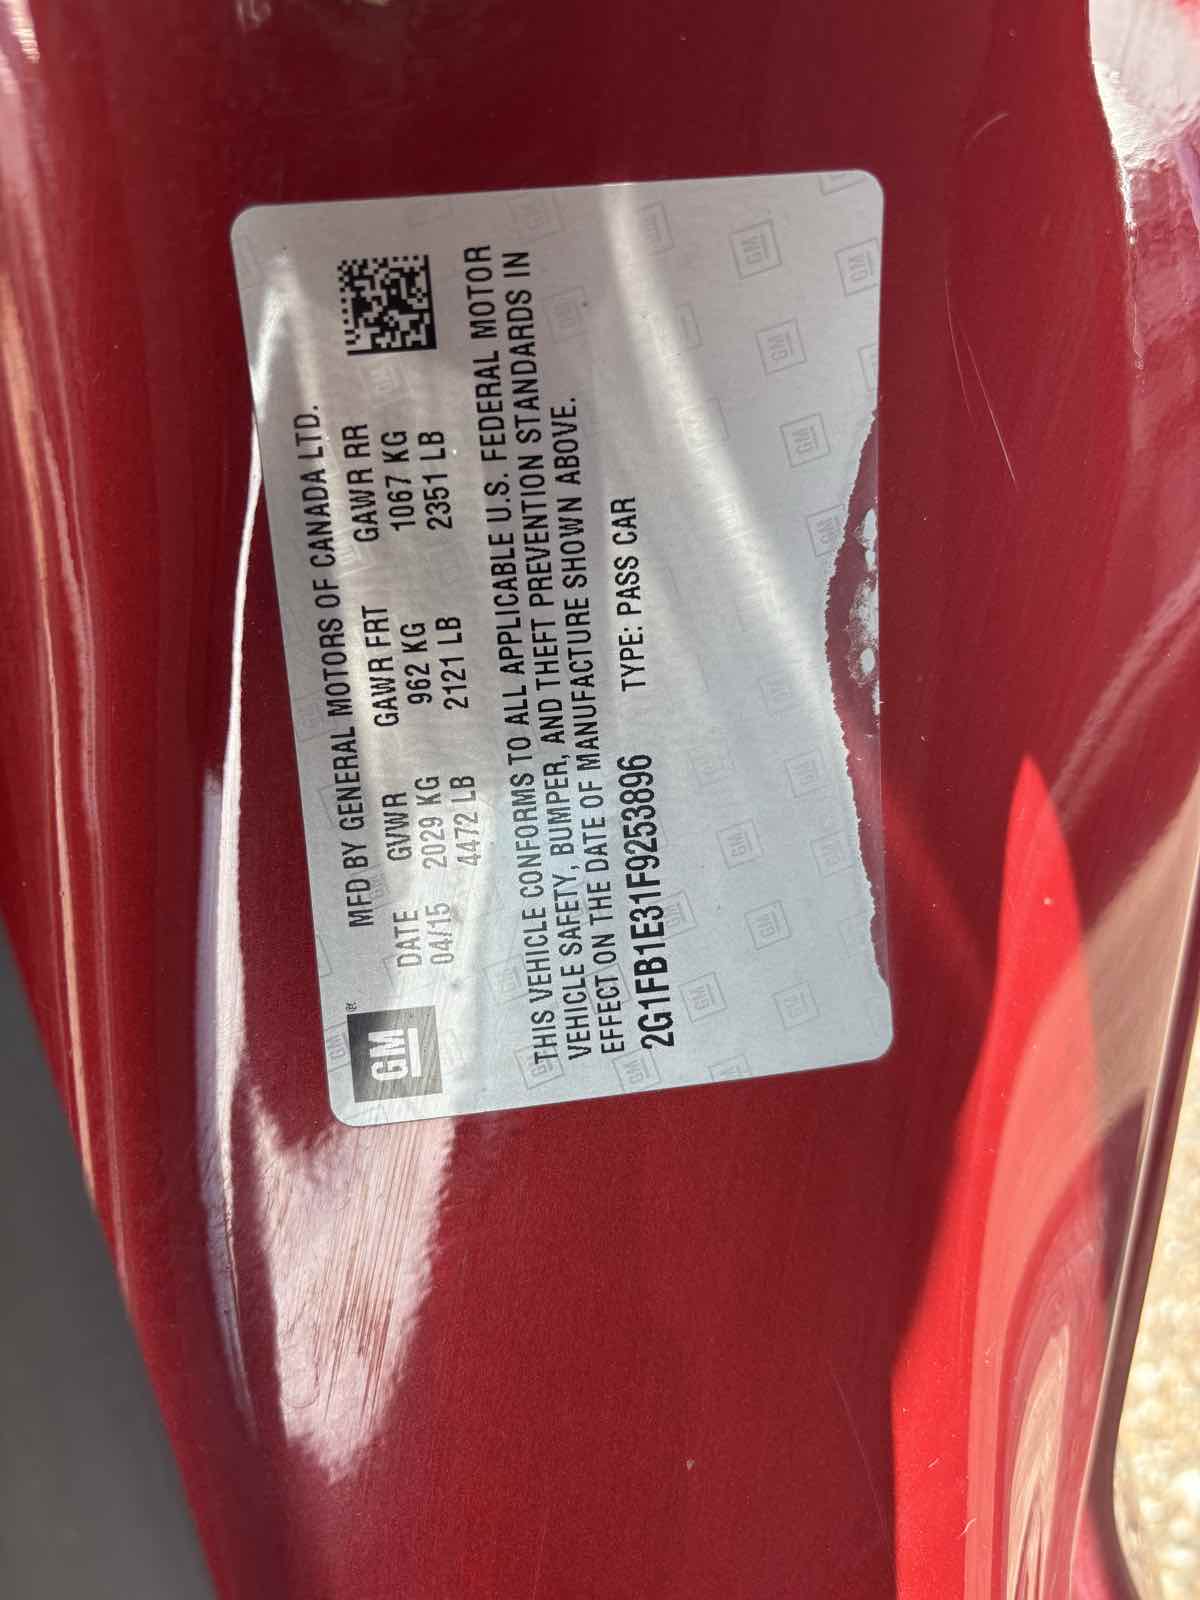 GM®
MFD BY GENERAL MOTORS OF CANADA LTD.
DATE GVWR GAWR FRT GAWR RR
04/15 2029 KG 962 KG 1067 KG
4472 LB 2121 LB 2351 LB
THIS VEHICLE CONFORMS TO ALL APPLICABLE U.S. FEDERAL MOTOR
VEHICLE SAFETY, BUMPER, AND THEFT PREVENTION STANDARDS IN
EFFECT ON THE DATE OF MANUFACTURE SHOWN ABOVE.
2G1FB1E31F9253896 TYPE: PASS CAR